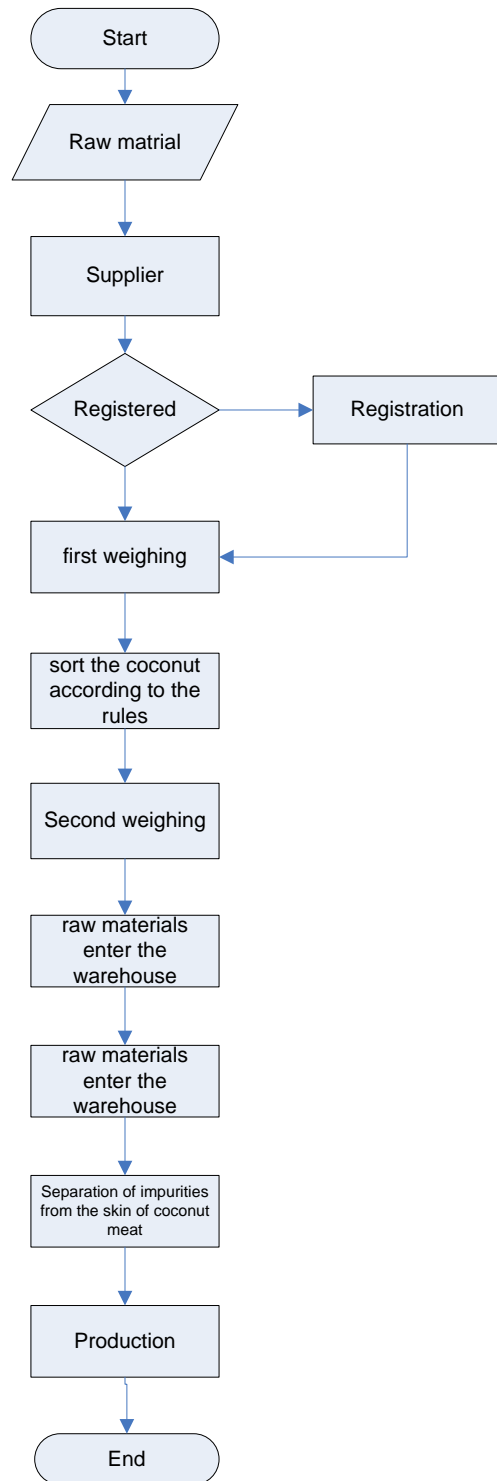 Start
Raw matrial
Supplier
Registered
Registration
first weighing
sort the coconut
according to the
rules
Second weighing
raw materials
enter the
warehouse
raw materials
enter the
warehouse
Separation of impurities
from the skin of coconut
meat
Production
End